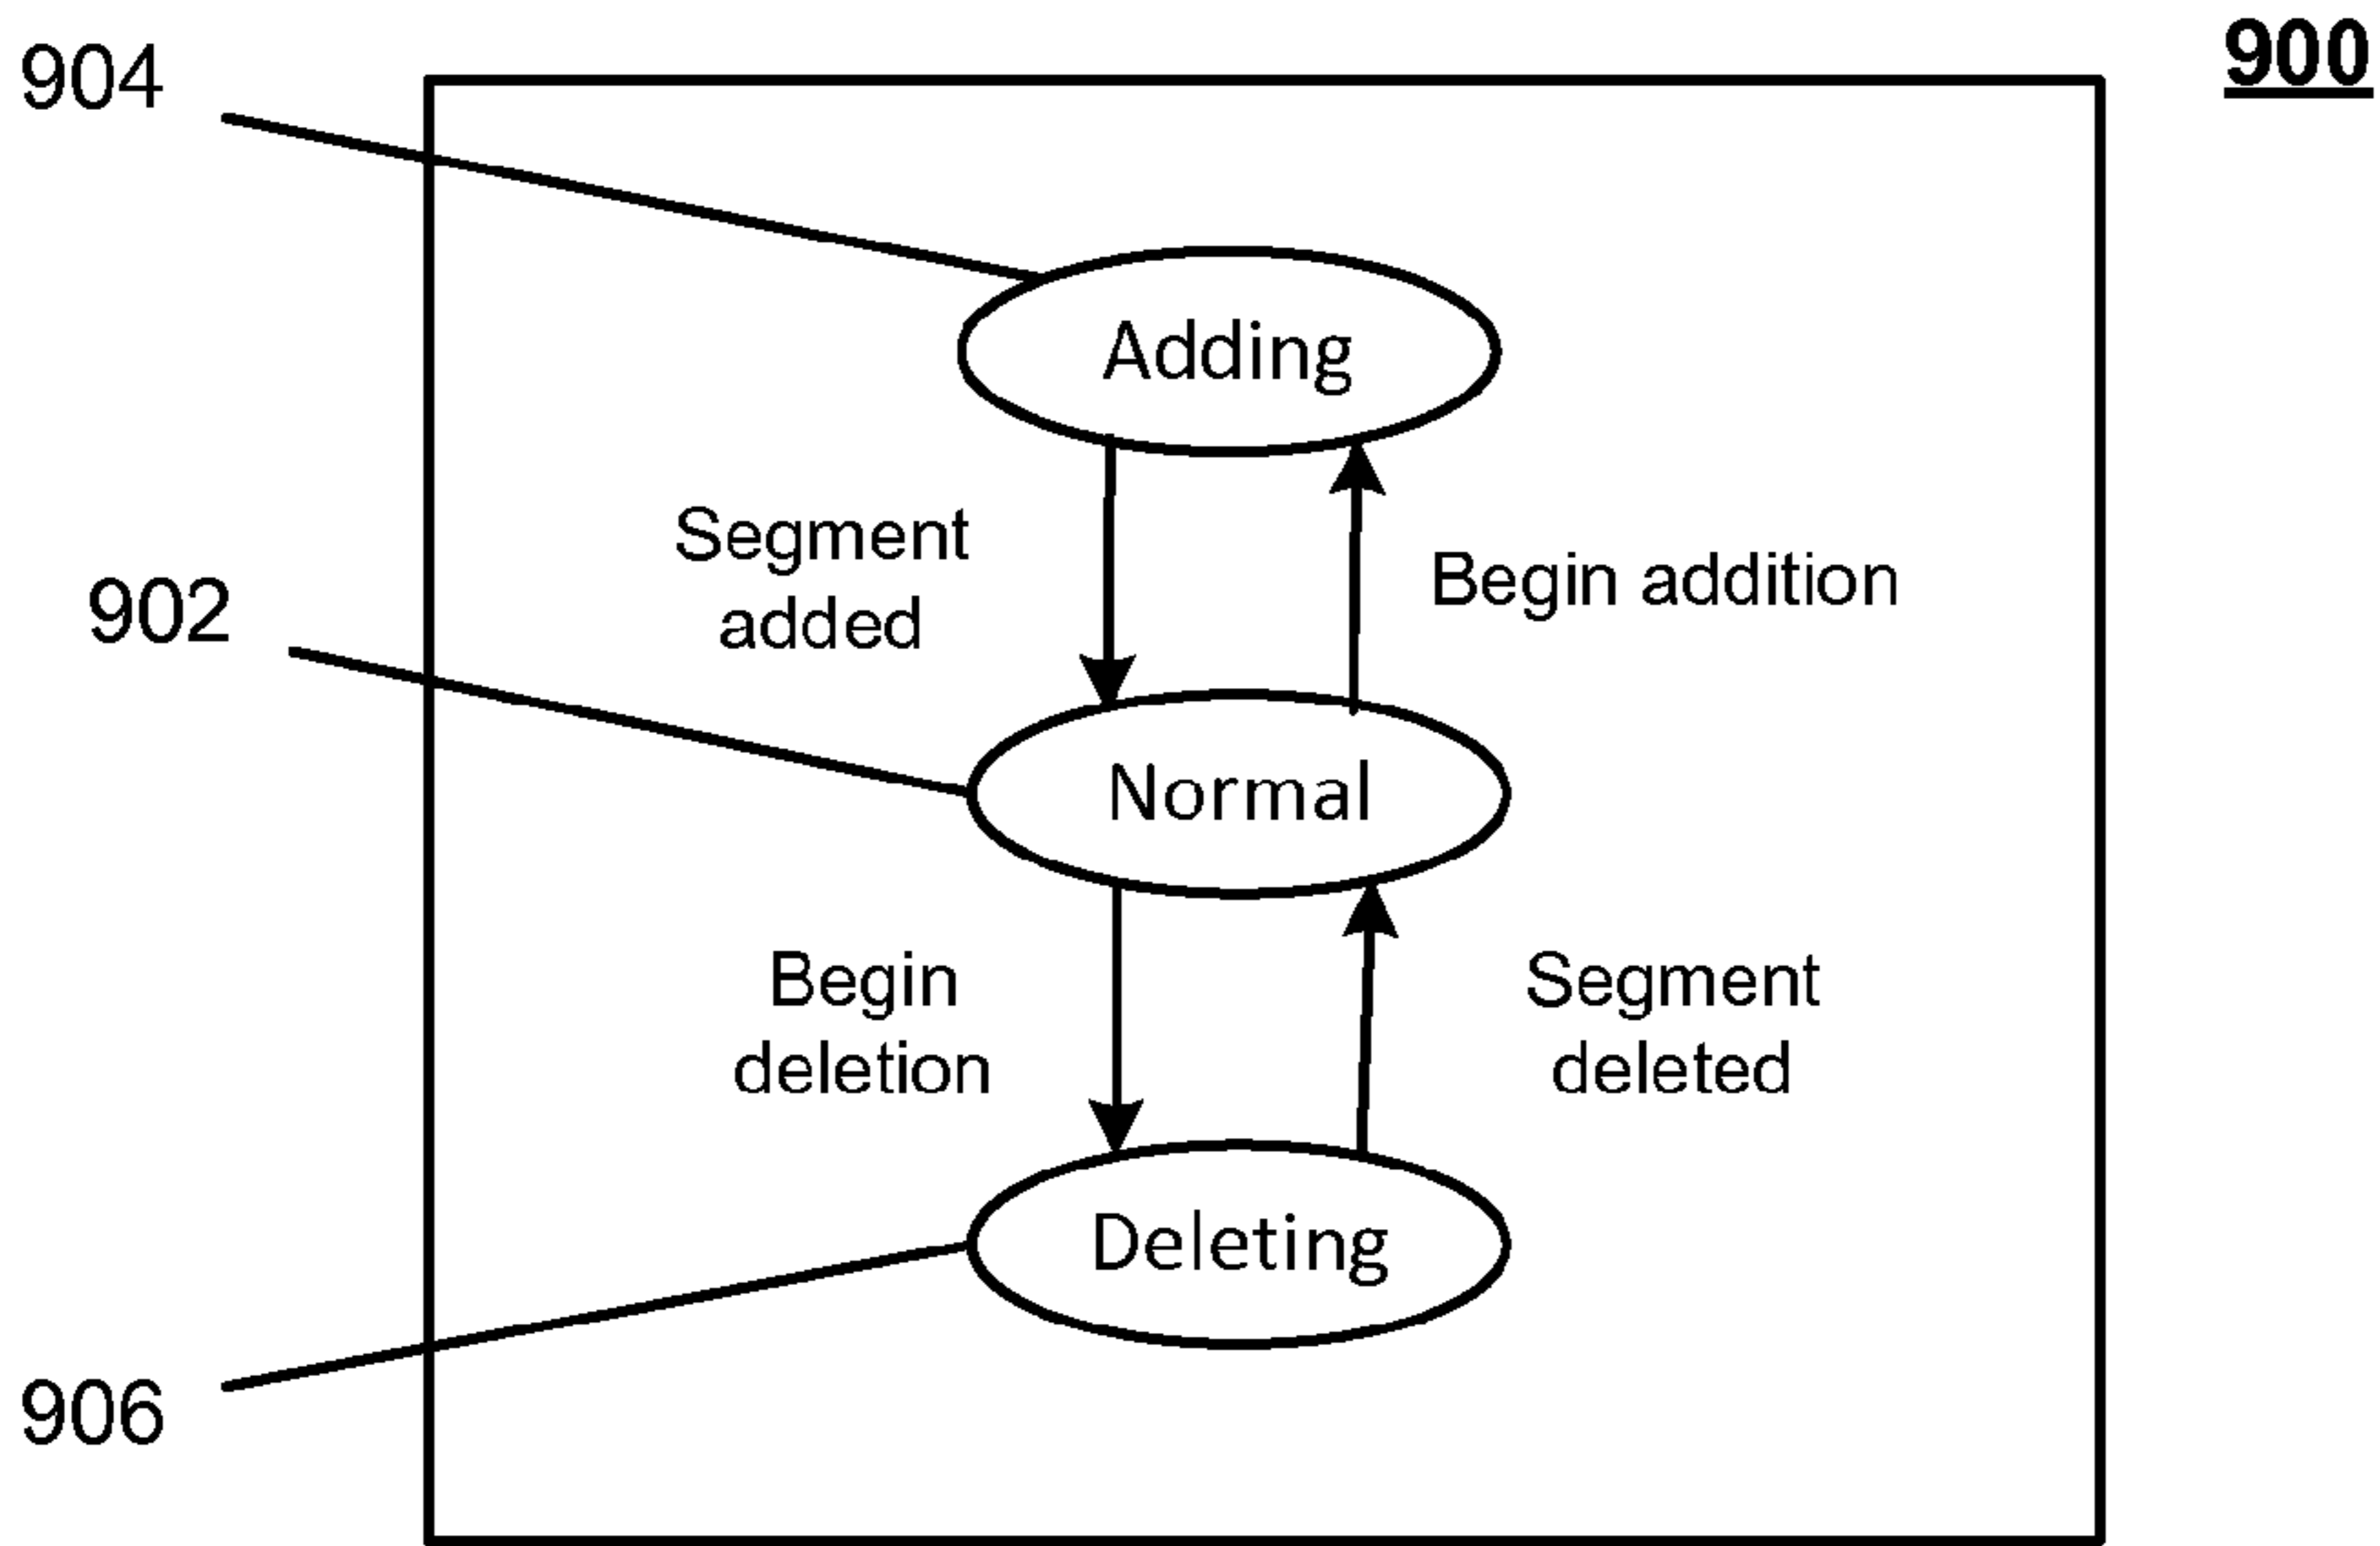 900
904
Adding
Segment
added
Begin addition
902
Normal
Begin
deletion
Segment
deleted
Deleting
906